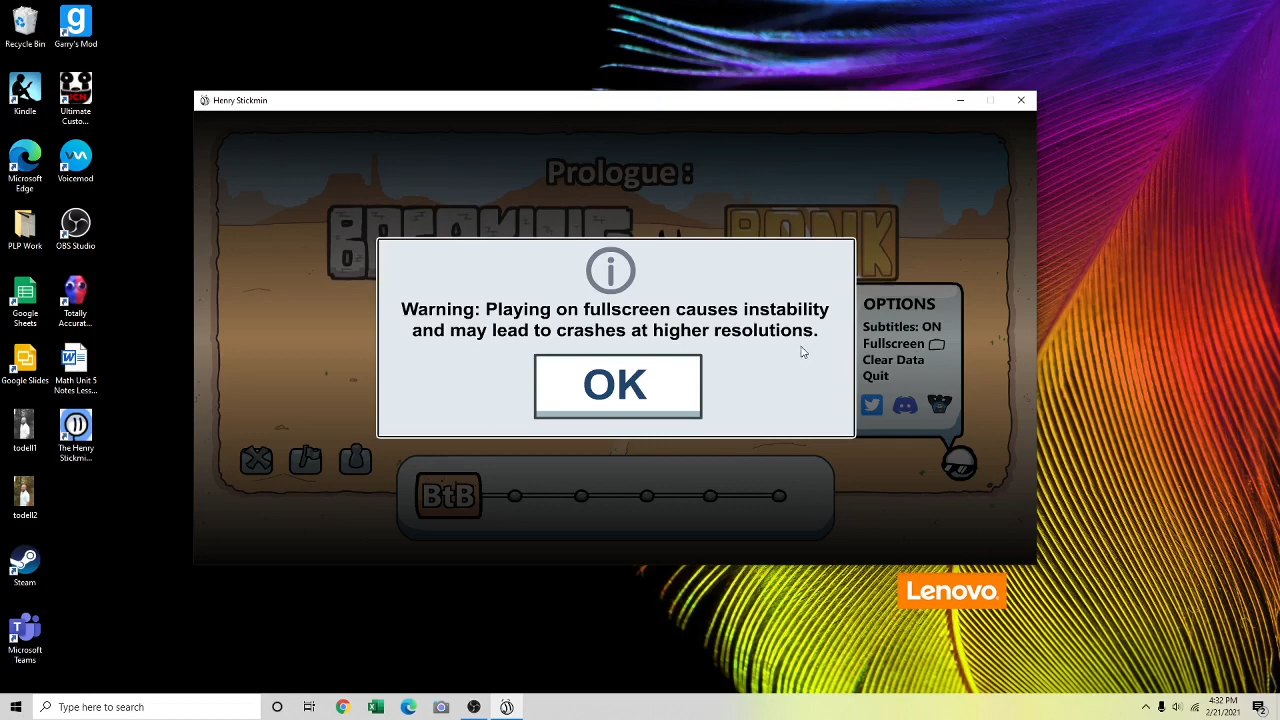 Recycle Bin
Garry's Mod
Kindle
Ultimate
Custo...
Microsoft
Edge
Voicemod
PLP Work
OBS Studio
Google
Sheets
Totally
Accurat...
Google Slides
Math Unit 5
Notes Less...
todell1
The Henry
Stickmi...
todell2
Steam
Microsoft
Teams
Henry Stickmin
Prologue:
BREAKING
BANK
Warning: Playing on fullscreen causes instability
and may lead to crashes at higher resolutions.
OK
OPTIONS
Subtitles: ON
Fullscreen
Clear Data
Quit
BtB
Lenovo
Type here to search
4:32 PM
2/21/2021
2